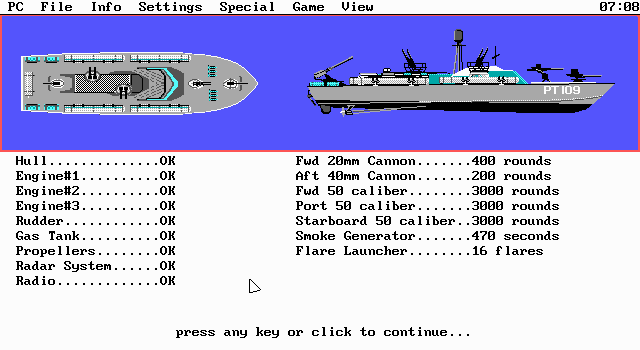 PC File Info Settings Special Game View 07:08
PT109
Hull..............OK Fwd 20mm Cannon.......400 rounds
Engine#1..........OK Aft 40mm Cannon.......200 rounds
Engine#2..........OK Fwd 50 caliber.......3000 rounds
Engine#3..........OK Port 50 caliber......3000 rounds
Rudder............OK Starboard 50 caliber..3000 rounds
Gas Tank..........OK Smoke Generator.......470 seconds
Propellers........OK Flare Launcher........16 flares
Radar System......OK
Radio.............OK
press any key or click to continue...